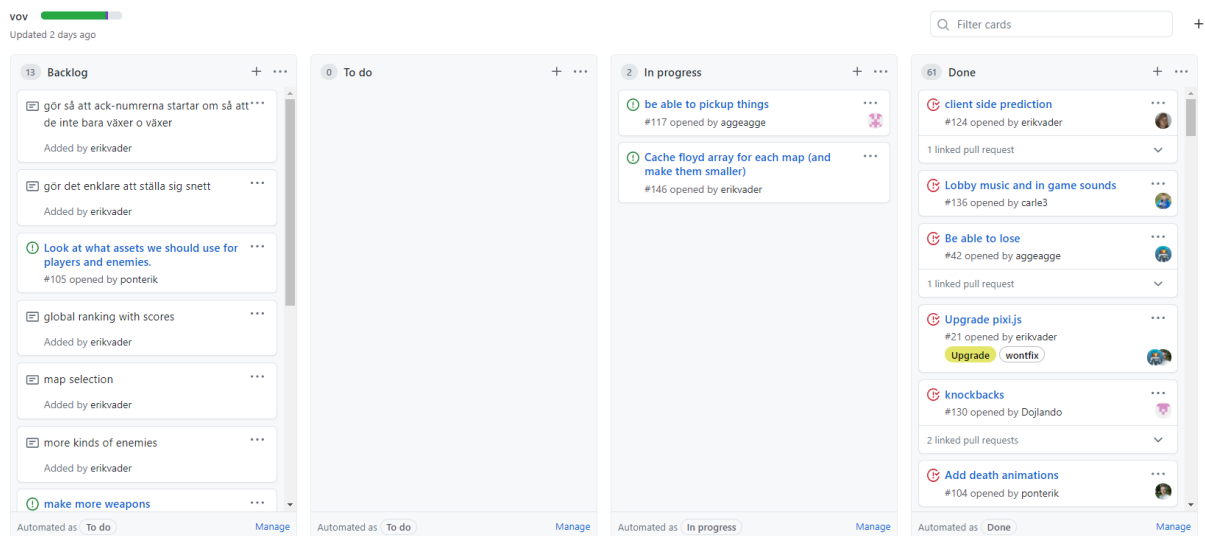 vov
Updated 2 days ago
Filter cards
13 Backlog
gör så att ack-numrerna startar om så att
de inte bara växer o växer
Added by erikvader
gör det enklare att ställa sig snett
Added by erikvader
Look at what assets we should use for
players and enemies.
#105 opened by ponterik
global ranking with scores
Added by erikvader
map selection
Added by erikvader
more kinds of enemies
Added by erikvader
make more weapons
Automated as To do Manage
0 To do
Automated as To do Manage
2 In progress
be able to pickup things
#117 opened by aggeagge
Cache floyd array for each map (and
make them smaller)
#146 opened by erikvader
Automated as In progress Manage
61 Done
client side prediction
#124 opened by erikvader
1 linked pull request
Lobby music and in game sounds
#136 opened by carle3
Be able to lose
#42 opened by aggeagge
1 linked pull request
Upgrade pixi.js
#21 opened by erikvader
Upgrade wontfix
knockbacks
#130 opened by Dojlando
2 linked pull requests
Add death animations
#104 opened by ponterik
Automated as Done Manage